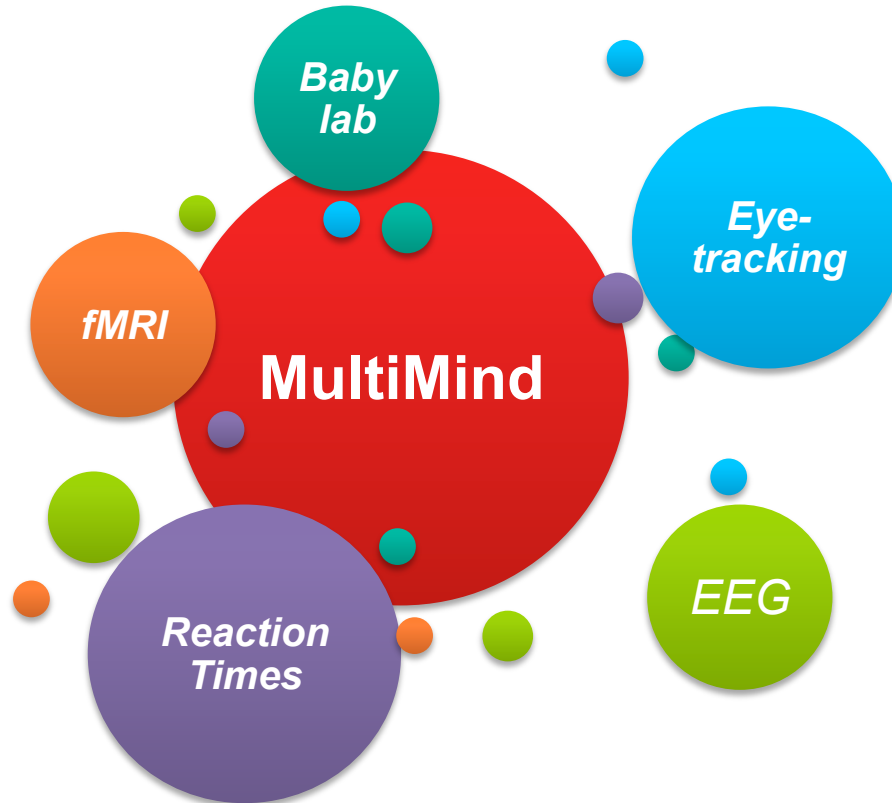 Baby
lab
Eye-
tracking
fMRI
MultiMind
EEG
Reaction
Times